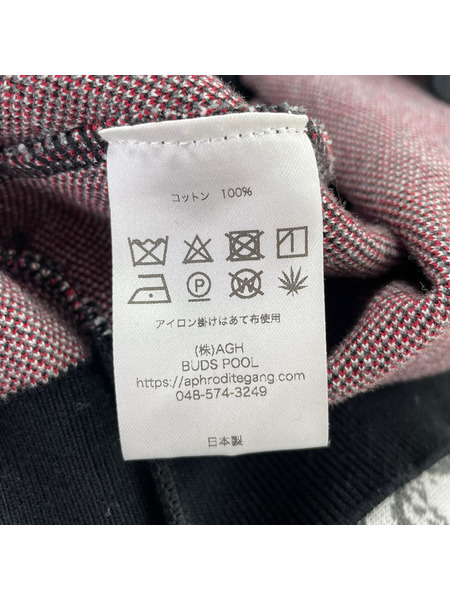 コットン 100%
P W
アイロン掛けはあて布使用
(株)AGH
BUDS POOL
https://aphroditegang.com
048-574-3249
日本製